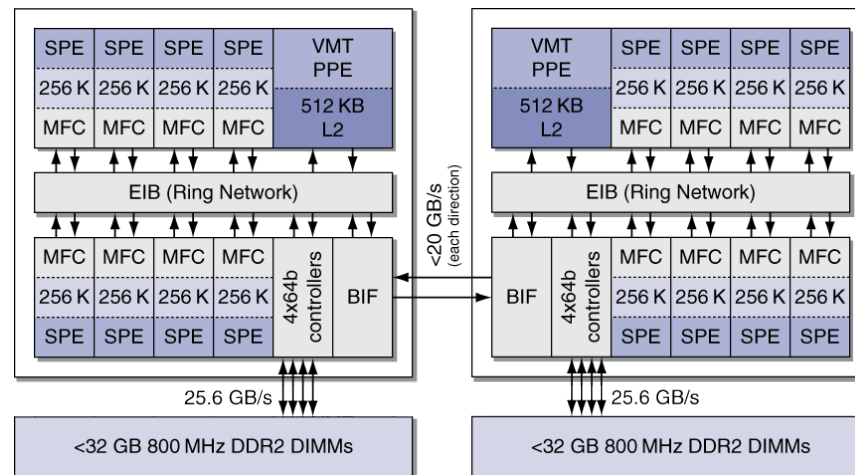 SPE SPE SPE SPE VMT PPE
256 K 256 K 256 K 256 K
MFC MFC MFC MFC 512 KB L2
EIB (Ring Network)
MFC MFC MFC MFC 4x64b controllers BIF
256 K 256 K 256 K 256 K
SPE SPE SPE SPE
25.6 GB/s
<32 GB 800 MHz DDR2 DIMMs
<20 GB/s
(each direction)
VMT PPE SPE SPE SPE SPE
256 K 256 K 256 K 256 K
512 KB L2 MFC MFC MFC MFC
EIB (Ring Network)
BIF 4x64b controllers MFC MFC MFC MFC
256 K 256 K 256 K 256 K
SPE SPE SPE SPE
25.6 GB/s
<32 GB 800 MHz DDR2 DIMMs